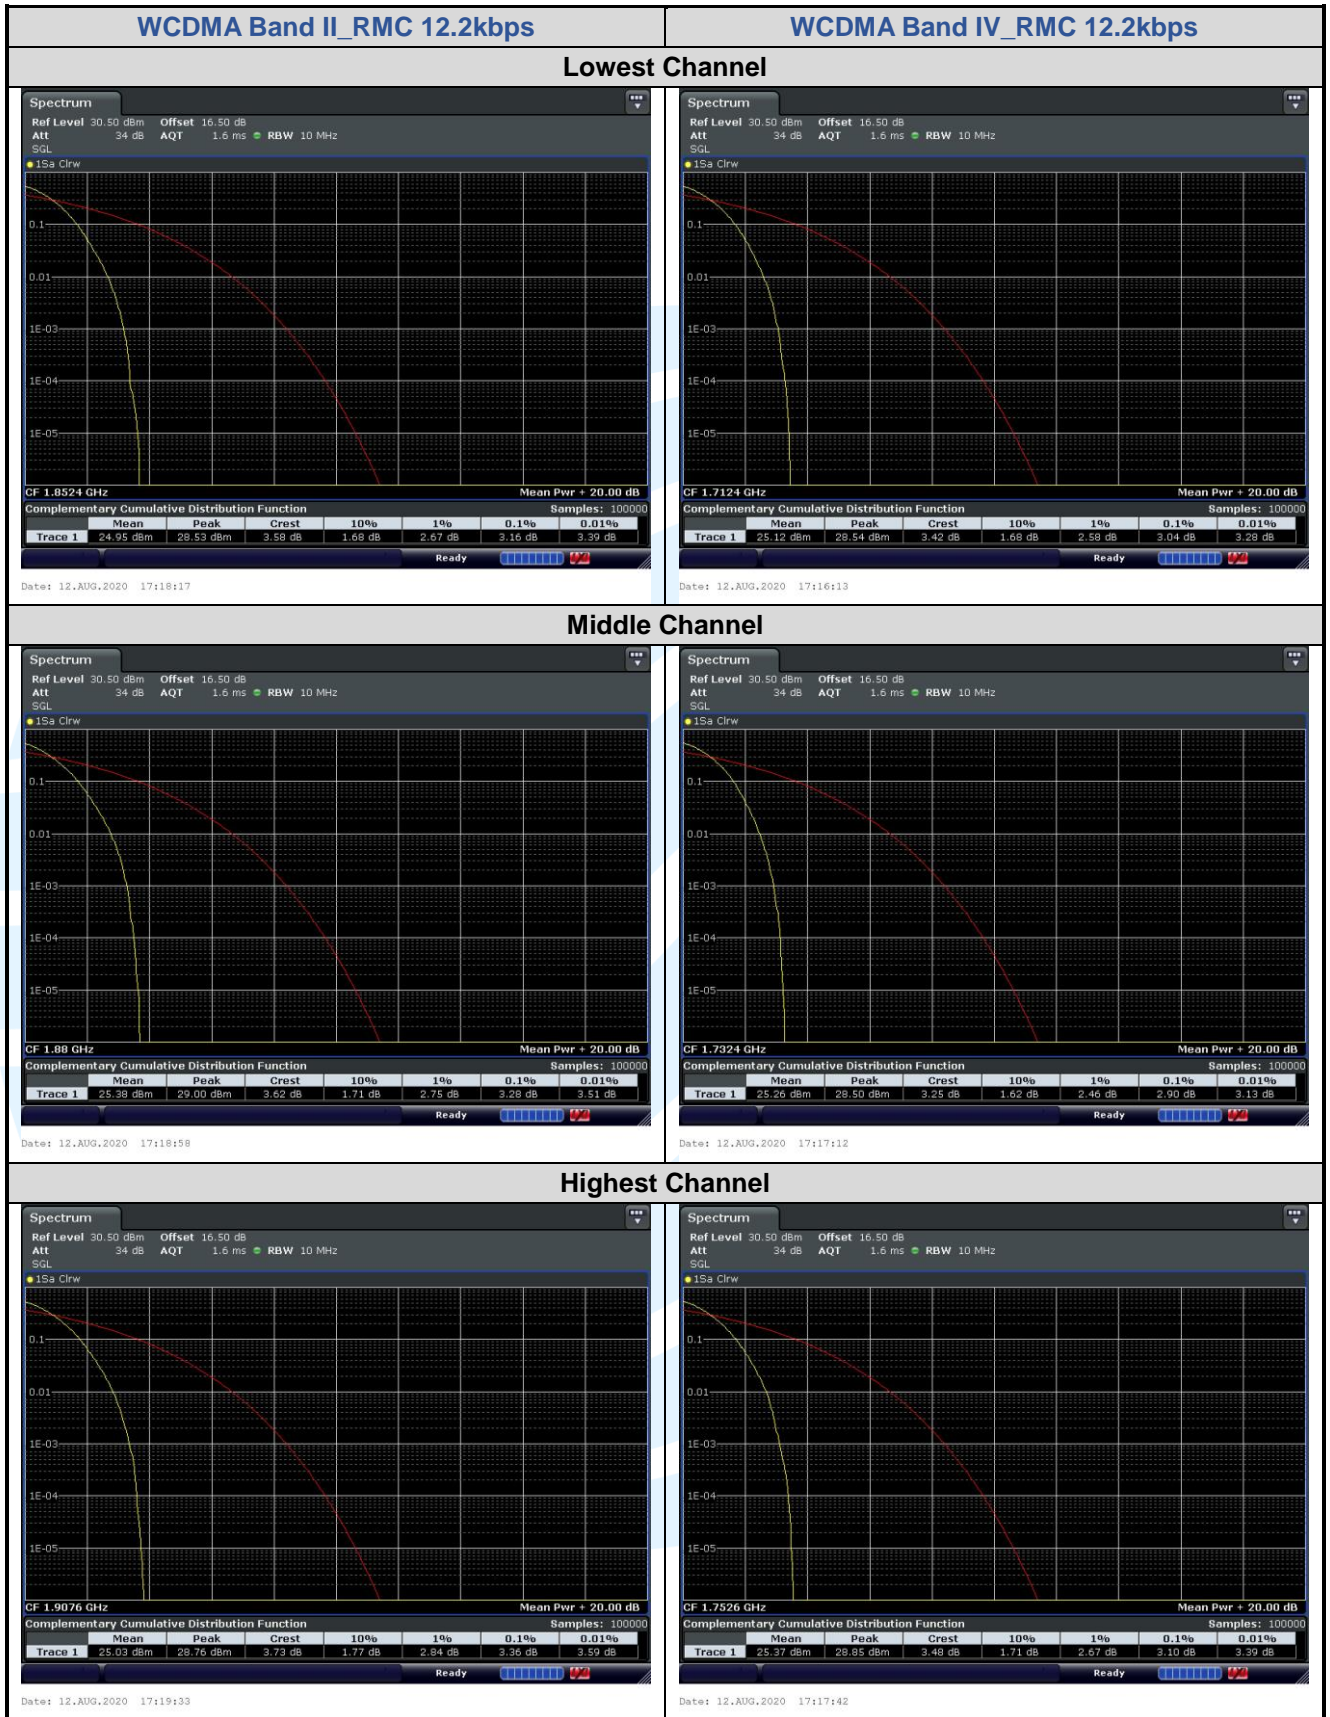 WCDMA Band II_RMC 12.2kbps
WCDMA Band IV_RMC 12.2kbps
Lowest Channel
Spectrum
Ref Level 30.50 dBm Offset 16.50 dB
Att 34 dB AQT 1.6 ms RBW 10 MHz
SGL
1Sa Clrw
0.1
0.01
1E-03
1E-04
1E-05
CF 1.8524 GHz Mean Pwr + 20.00 dB
Complementary Cumulative Distribution Function Samples: 100000
Mean Peak Crest 10% 1% 0.1% 0.01%
Trace 1 24.95 dBm 28.53 dBm 3.58 dB 1.68 dB 2.67 dB 3.16 dB 3.39 dB
Ready
Date: 12.AUG.2020 17:18:17
Spectrum
Ref Level 30.50 dBm Offset 16.50 dB
Att 34 dB AQT 1.6 ms RBW 10 MHz
SGL
1Sa Clrw
0.1
0.01
1E-03
1E-04
1E-05
CF 1.7124 GHz Mean Pwr + 20.00 dB
Complementary Cumulative Distribution Function Samples: 100000
Mean Peak Crest 10% 1% 0.1% 0.01%
Trace 1 25.12 dBm 28.54 dBm 3.42 dB 1.68 dB 2.58 dB 3.04 dB 3.28 dB
Ready
Date: 12.AUG.2020 17:16:13
Middle Channel
Spectrum
Ref Level 30.50 dBm Offset 16.50 dB
Att 34 dB AQT 1.6 ms RBW 10 MHz
SGL
1Sa Clrw
0.1
0.01
1E-03
1E-04
1E-05
CF 1.88 GHz Mean Pwr + 20.00 dB
Complementary Cumulative Distribution Function Samples: 100000
Mean Peak Crest 10% 1% 0.1% 0.01%
Trace 1 25.38 dBm 29.00 dBm 3.62 dB 1.71 dB 2.75 dB 3.28 dB 3.51 dB
Ready
Date: 12.AUG.2020 17:18:58
Spectrum
Ref Level 30.50 dBm Offset 16.50 dB
Att 34 dB AQT 1.6 ms RBW 10 MHz
SGL
1Sa Clrw
0.1
0.01
1E-03
1E-04
1E-05
CF 1.7324 GHz Mean Pwr + 20.00 dB
Complementary Cumulative Distribution Function Samples: 100000
Mean Peak Crest 10% 1% 0.1% 0.01%
Trace 1 25.26 dBm 28.50 dBm 3.25 dB 1.62 dB 2.46 dB 2.90 dB 3.13 dB
Ready
Date: 12.AUG.2020 17:17:12
Highest Channel
Spectrum
Ref Level 30.50 dBm Offset 16.50 dB
Att 34 dB AQT 1.6 ms RBW 10 MHz
SGL
1Sa Clrw
0.1
0.01
1E-03
1E-04
1E-05
CF 1.9076 GHz Mean Pwr + 20.00 dB
Complementary Cumulative Distribution Function Samples: 100000
Mean Peak Crest 10% 1% 0.1% 0.01%
Trace 1 25.03 dBm 28.76 dBm 3.73 dB 1.77 dB 2.84 dB 3.36 dB 3.59 dB
Ready
Date: 12.AUG.2020 17:19:33
Spectrum
Ref Level 30.50 dBm Offset 16.50 dB
Att 34 dB AQT 1.6 ms RBW 10 MHz
SGL
1Sa Clrw
0.1
0.01
1E-03
1E-04
1E-05
CF 1.7526 GHz Mean Pwr + 20.00 dB
Complementary Cumulative Distribution Function Samples: 100000
Mean Peak Crest 10% 1% 0.1% 0.01%
Trace 1 25.37 dBm 28.85 dBm 3.48 dB 1.71 dB 2.67 dB 3.10 dB 3.39 dB
Ready
Date: 12.AUG.2020 17:17:42